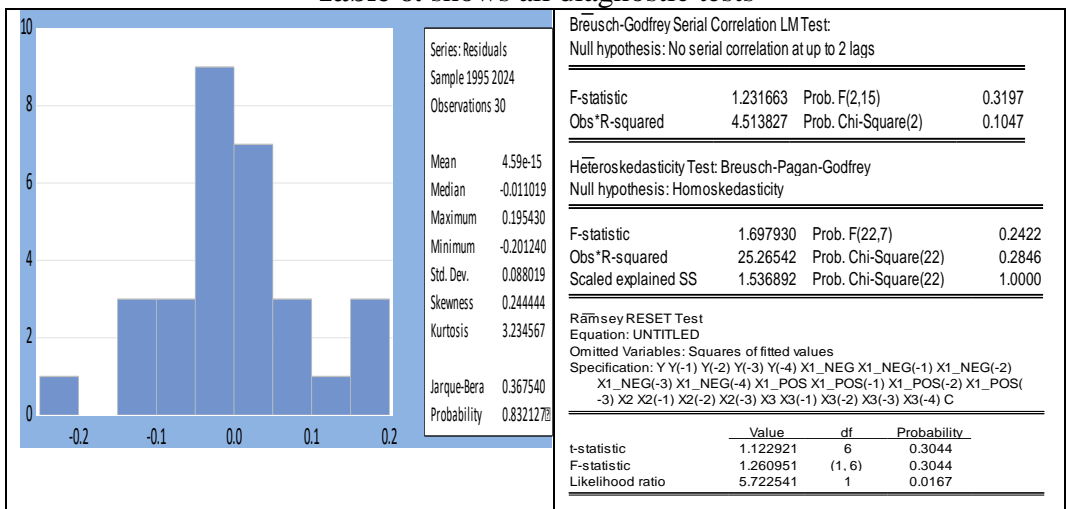 Table 6: shows all diagnostic tests
10
8
6
4
2
0
-0.2 -0.1 0.0 0.1 0.2
Series: Residuals
Sample 1995 2024
Observations 30
Mean 4.59e-15
Median -0.011019
Maximum 0.195430
Minimum -0.201240
Std. Dev. 0.088019
Skewness 0.244444
Kurtosis 3.234567
Jarque-Bera 0.367540
Probability 0.832127
Breusch-Godfrey Serial Correlation LM Test:
Null hypothesis: No serial correlation at up to 2 lags
F-statistic 1.231663 Prob. F(2,15) 0.3197
Obs*R-squared 4.513827 Prob. Chi-Square(2) 0.1047
Heteroskedasticity Test: Breusch-Pagan-Godfrey
Null hypothesis: Homoskedasticity
F-statistic 1.697930 Prob. F(22,7) 0.2422
Obs*R-squared 25.26542 Prob. Chi-Square(22) 0.2846
Scaled explained SS 1.536892 Prob. Chi-Square(22) 1.0000
Ramsey RESET Test
Equation: UNTITLED
Omitted Variables: Squares of fitted values
Specification: Y Y(-1) Y(-2) Y(-3) Y(-4) X1_NEG X1_NEG(-1) X1_NEG(-2)
X1_NEG(-3) X1_NEG(-4) X1_POS X1_POS(-1) X1_POS(-2) X1_POS(
-3) X2 X2(-1) X2(-2) X2(-3) X3 X3(-1) X3(-2) X3(-3) X3(-4) C
Value df Probability
t-statistic 1.122921 6 0.3044
F-statistic 1.260951 (1, 6) 0.3044
Likelihood ratio 5.722541 1 0.0167